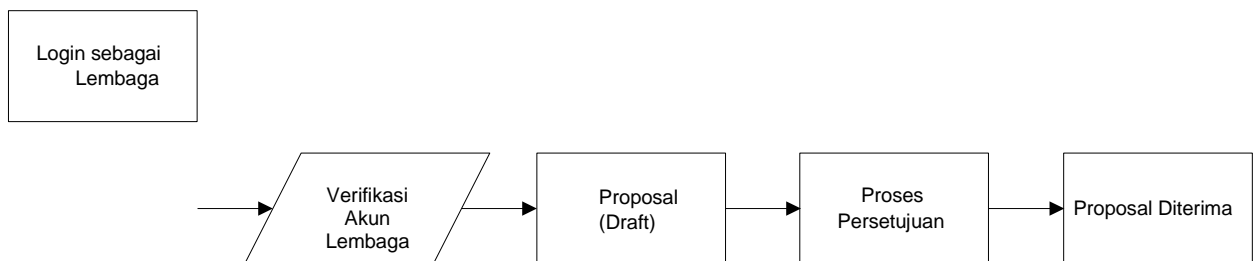 Login sebagai
Lembaga
Verifikasi
Akun
Lembaga
Proposal
(Draft)
Proses
Persetujuan
Proposal Diterima